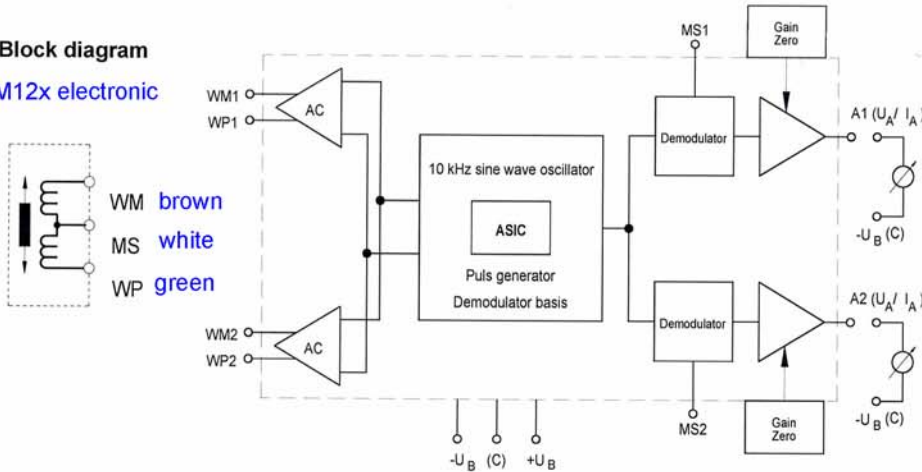 Block diagram
M12x electronic
WM brown
MS white
WP green
WM1
WP1
AC
WM2
WP2
AC
10 kHz sine wave oscillator
ASIC
Puls generator
Demodulator basis
-UB (C) +UB
MS1
Demodulator
Gain
Zero
A1 (UA/ IA)
-UB (C)
Demodulator
MS2
Gain
Zero
A2 (UA/ IA)
-UB (C)